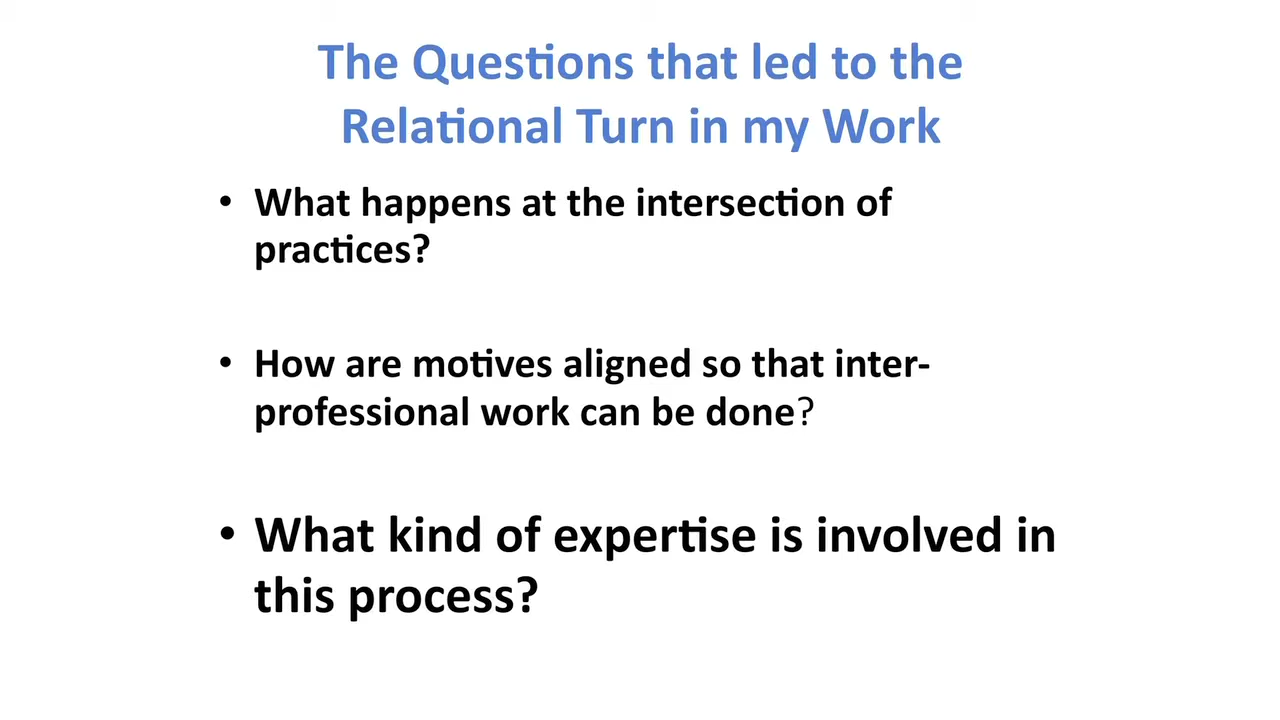 The Questions that led to the
Relational Turn in my Work
• What happens at the intersection of
practices?
• How are motives aligned so that inter-
professional work can be done?
• What kind of expertise is involved in
this process?